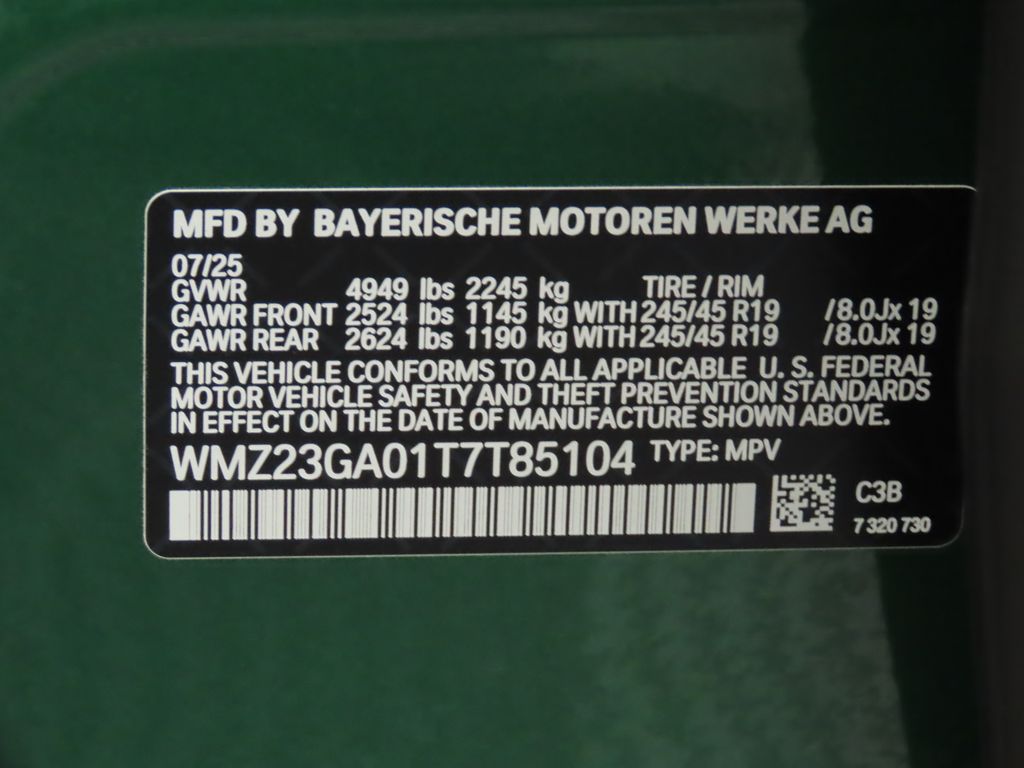 MFD BY BAYERISCHE MOTOREN WERKE AG
07/25
GVWR 4949 lbs 2245 kg TIRE / RIM
GAWR FRONT 2524 lbs 1145 kg WITH 245/45 R19 /8.0Jx 19
GAWR REAR 2624 lbs 1190 kg WITH 245/45 R19 /8.0Jx 19
THIS VEHICLE CONFORMS TO ALL APPLICABLE U. S. FEDERAL
MOTOR VEHICLE SAFETY AND THEFT PREVENTION STANDARDS
IN EFFECT ON THE DATE OF MANUFACTURE SHOWN ABOVE.
WMZ23GA01T7T85104 TYPE: MPV
C3B
7 320 730